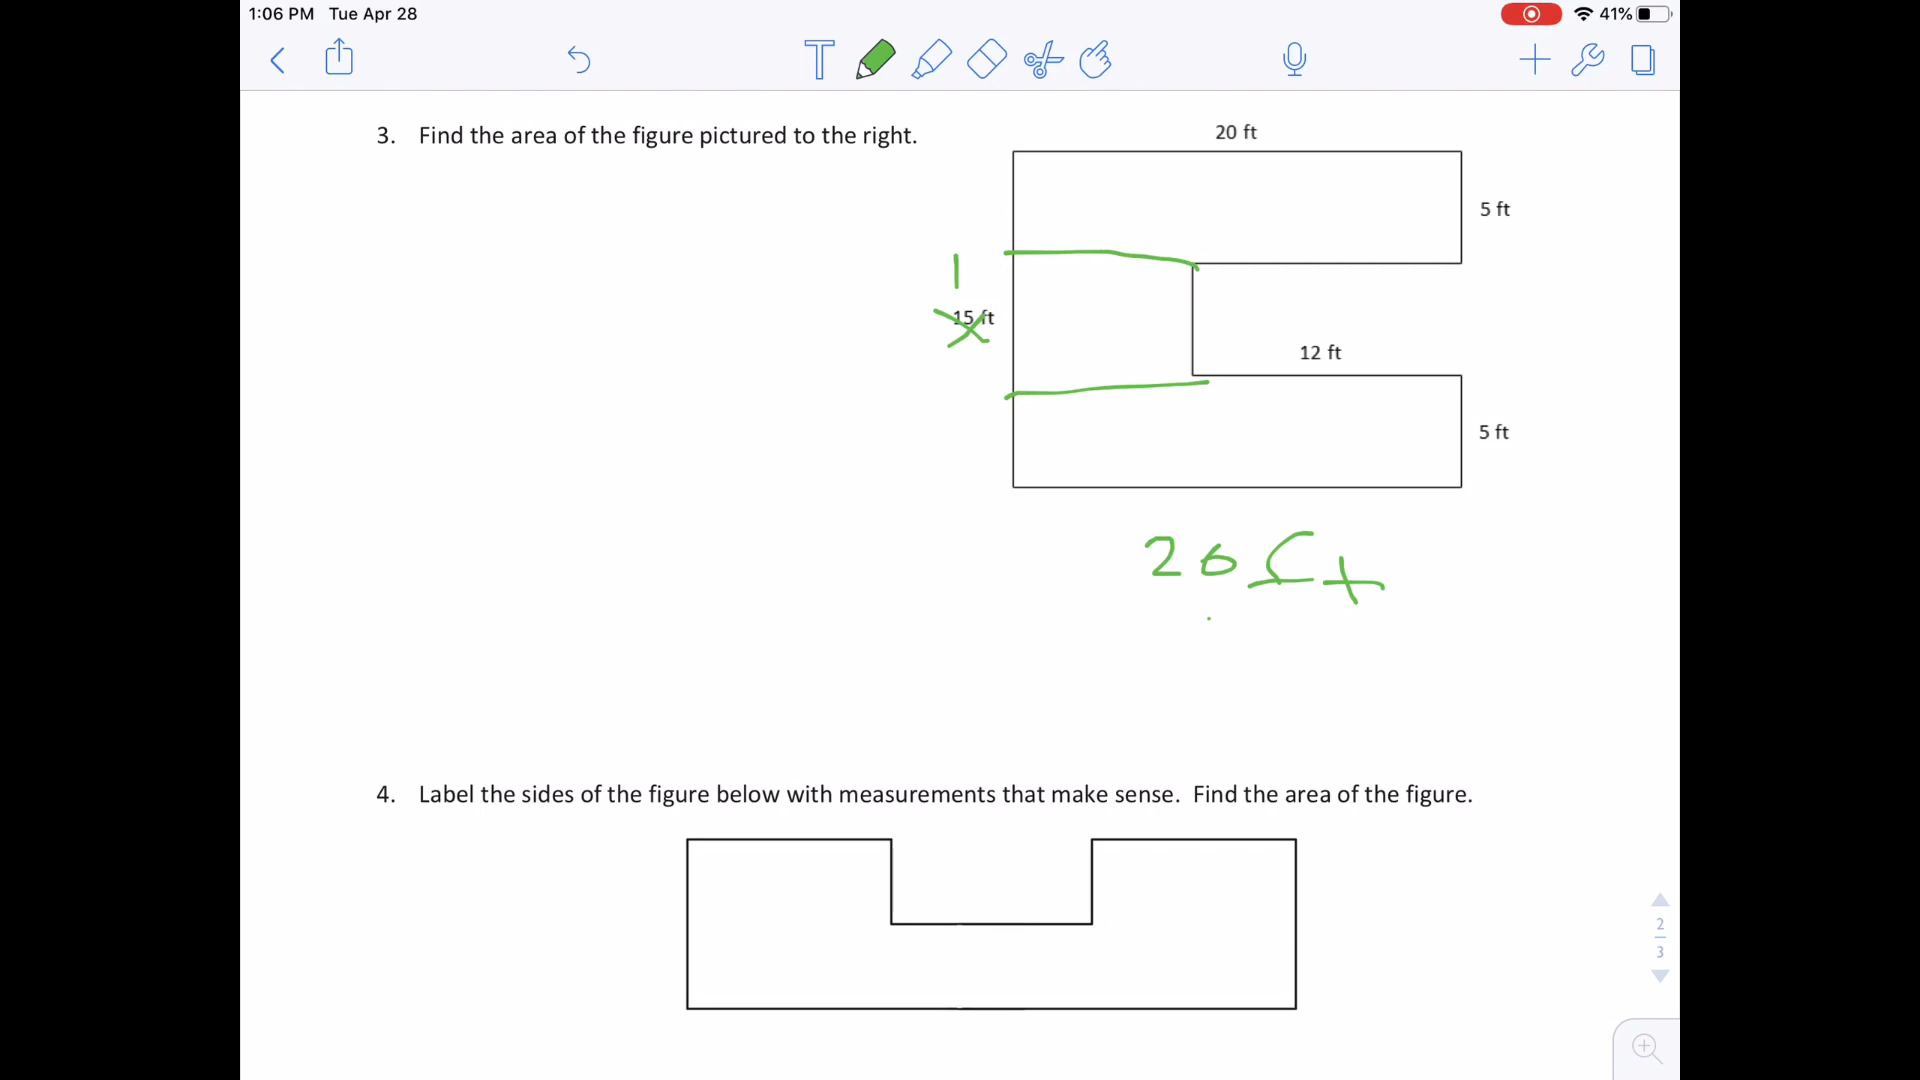 1:06 PM Tue Apr 28
41%
T
3. Find the area of the figure pictured to the right.
20 ft
5 ft
1
15 ft
12 ft
5 ft
20 ft
4. Label the sides of the figure below with measurements that make sense. Find the area of the figure.
2
3